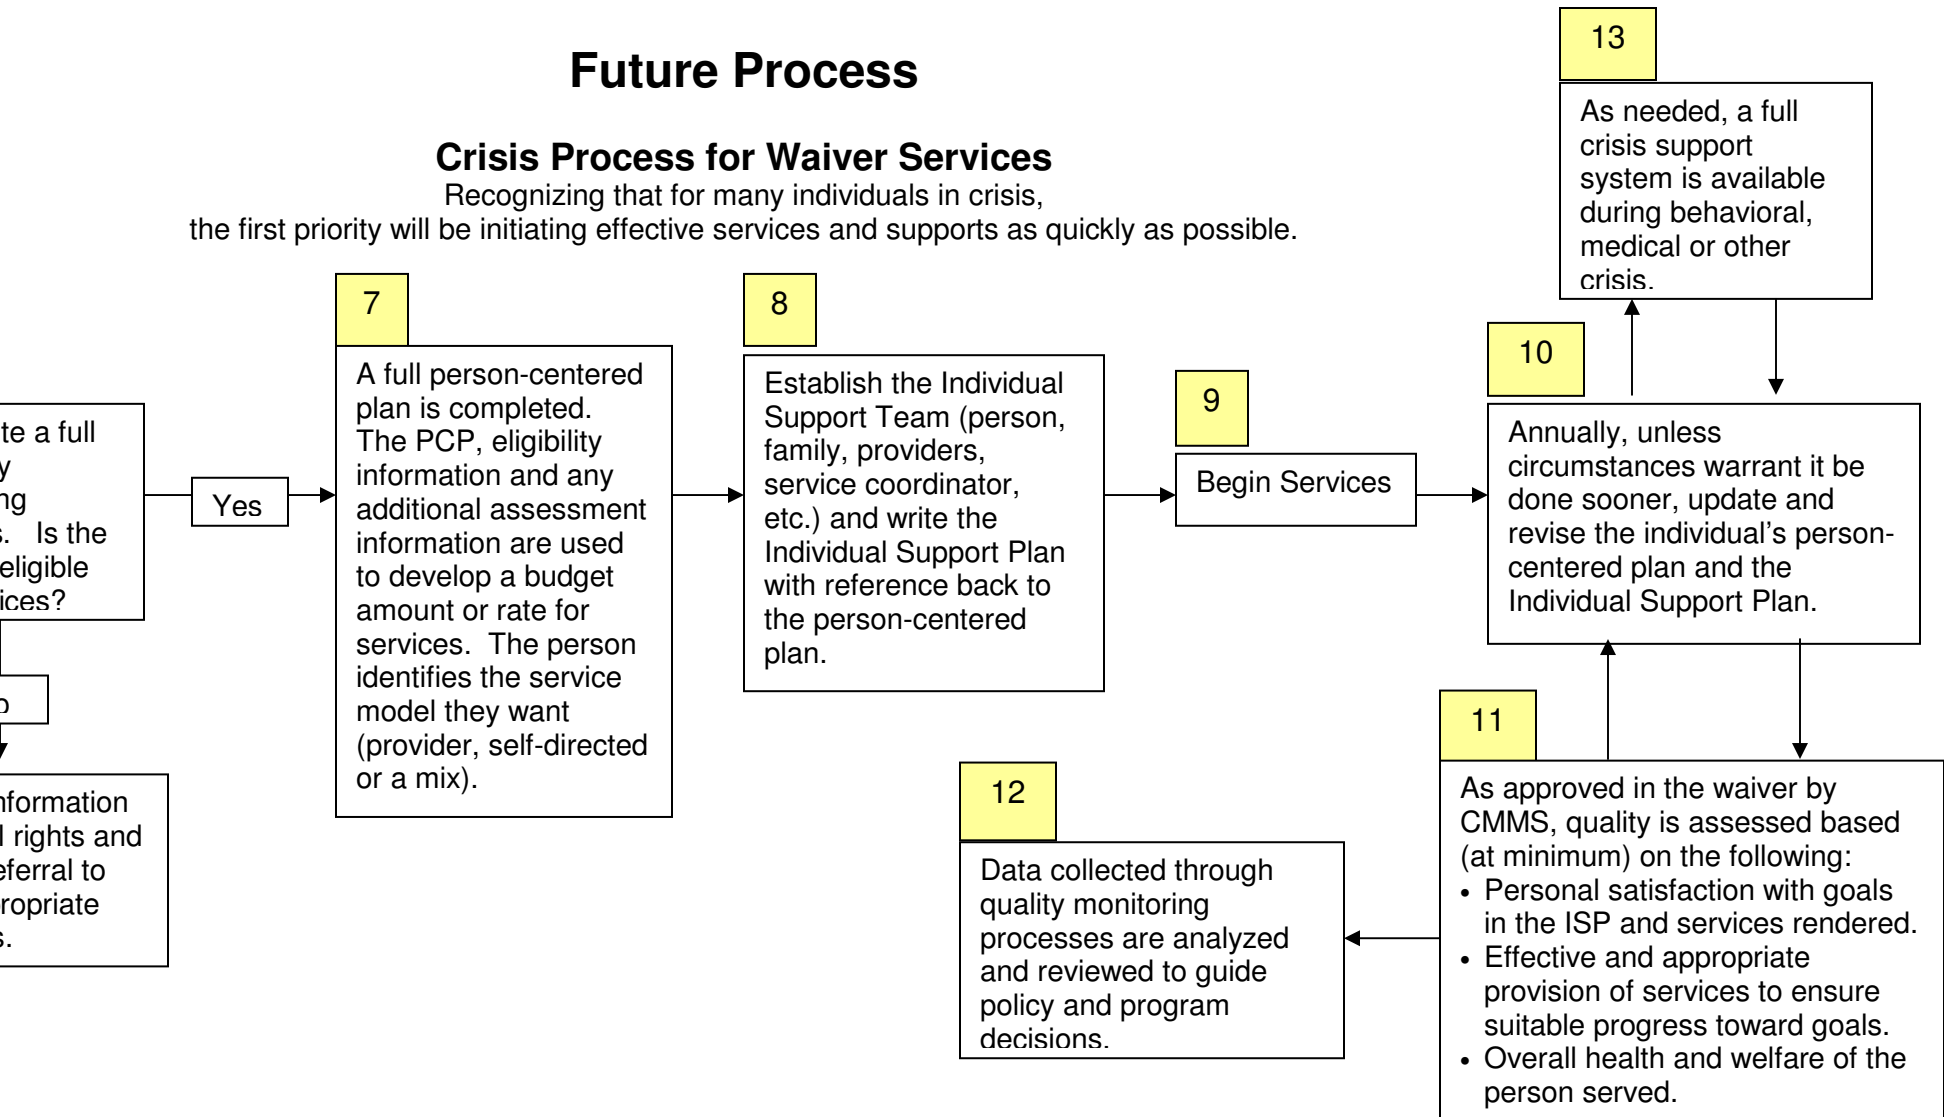 Future Process
Crisis Process for Waiver Services
Recognizing that for many individuals in crisis,
the first priority will be initiating effective services and supports as quickly as possible.
a full
Is the
eligible
Yes
rights and
to
7
A full person-centered
plan is completed.
The PCP, eligibility
information and any
additional assessment
information are used
to develop a budget
amount or rate for
services. The person
identifies the service
model they want
(provider, self-directed
or a mix).
8
Establish the Individual
Support Team (person,
family, providers,
service coordinator,
etc.) and write the
Individual Support Plan
with reference back to
the person-centered
plan.
9
Begin Services
10
Annually, unless
circumstances warrant it be
done sooner, update and
revise the individual’s person-
centered plan and the
Individual Support Plan.
13
As needed, a full
crisis support
system is available
during behavioral,
medical or other
crisis.
11
As approved in the waiver by
CMMS, quality is assessed based
(at minimum) on the following:
• Personal satisfaction with goals
in the ISP and services rendered.
• Effective and appropriate
provision of services to ensure
suitable progress toward goals.
• Overall health and welfare of the
person served.
12
Data collected through
quality monitoring
processes are analyzed
and reviewed to guide
policy and program
decisions.